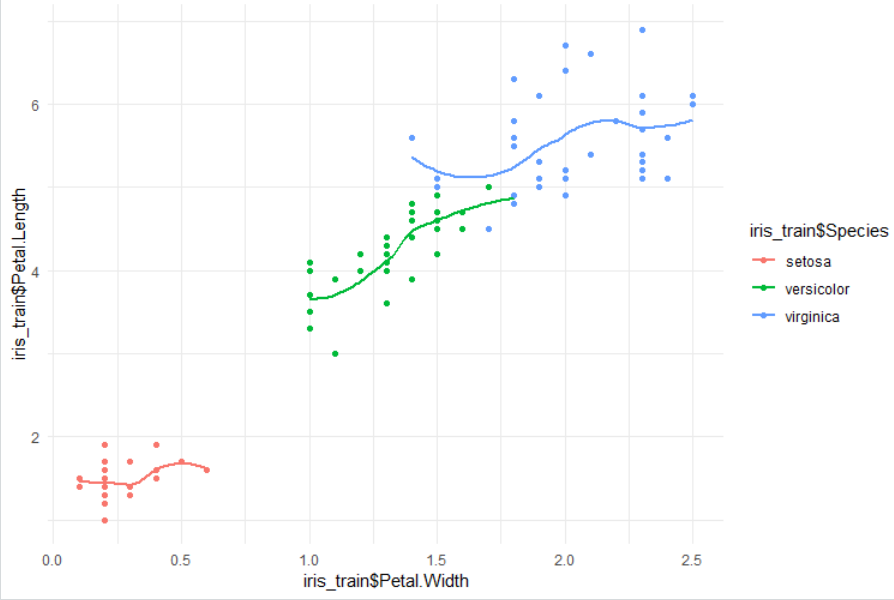 6
4
2
iris_train$Petal.Length
0.0 0.5 1.0 1.5 2.0 2.5
iris_train$Petal.Width
iris_train$Species
setosa
versicolor
virginica